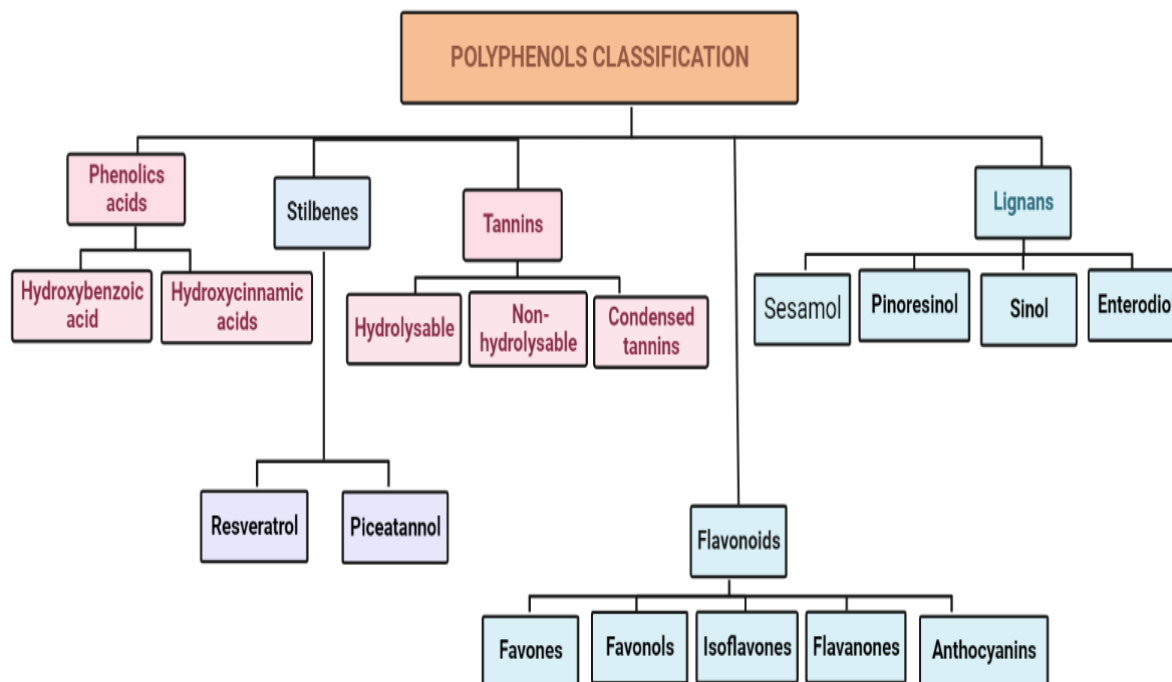 POLYPHENOLS CLASSIFICATION
Phenolics
acids
Stilbenes
Tannins
Lignans
Hydroxybenzoic
acid
Hydroxycinnamic
acids
Hydrolysable
Non-
hydrolysable
Condensed
tannins
Sesamol
Pinoresinol
Sinol
Enterodio
Resveratrol
Piceatannol
Flavonoids
Favones
Favonols
Isoflavones
Flavanones
Anthocyanins